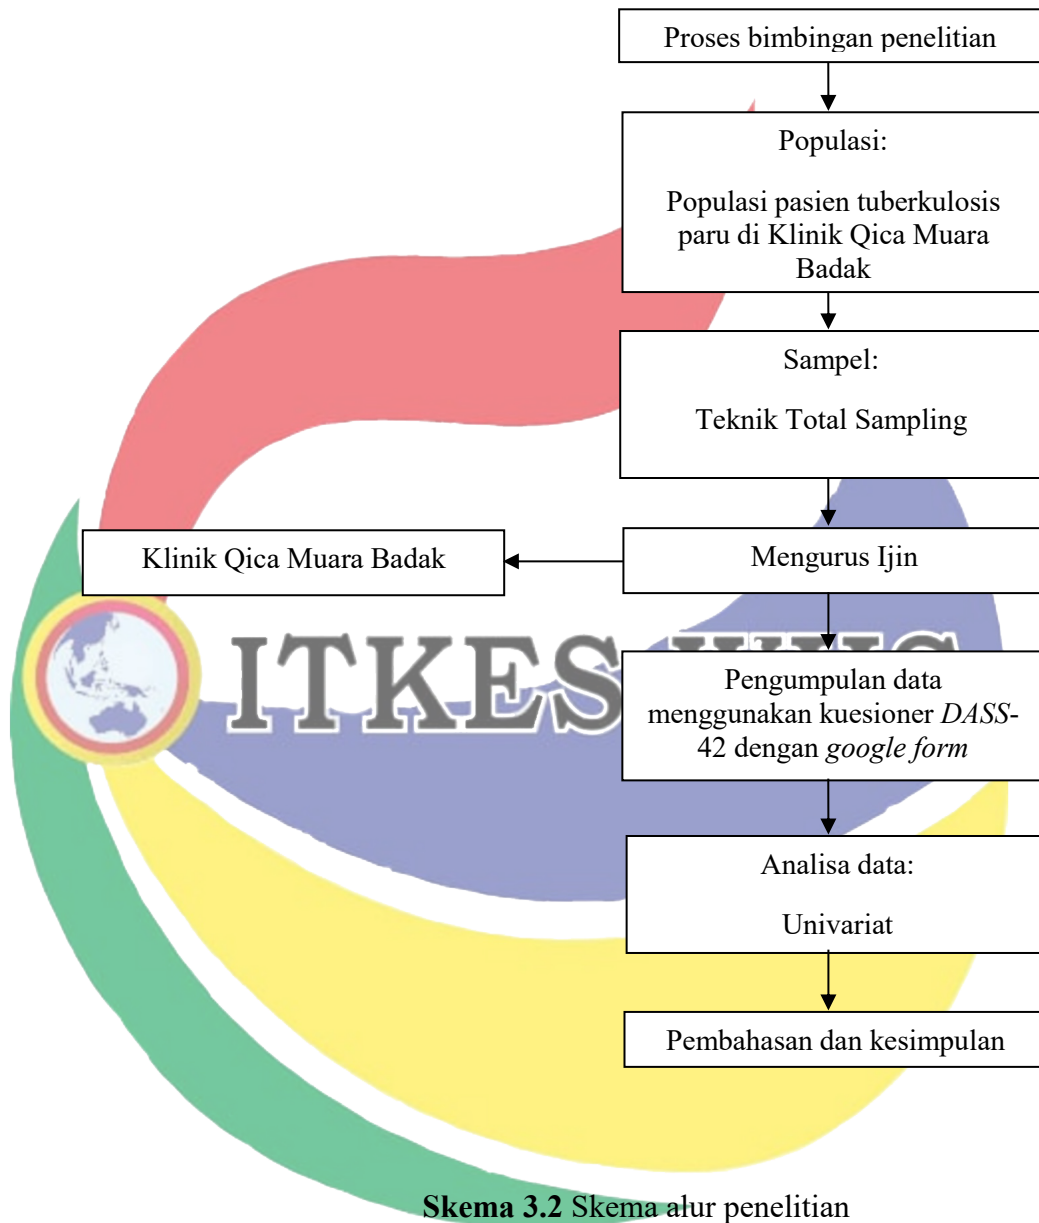 Proses bimbingan penelitian
Populasi:
Populasi pasien tuberkulosis
paru di Klinik Qica Muara
Badak
Sampel:
Teknik Total Sampling
Klinik Qica Muara Badak
Mengurus Ijin
ITKES
Pengumpulan data
menggunakan kuesioner DASS-
42 dengan google form
Analisa data:
Univariat
Pembahasan dan kesimpulan
Skema 3.2 Skema alur penelitian